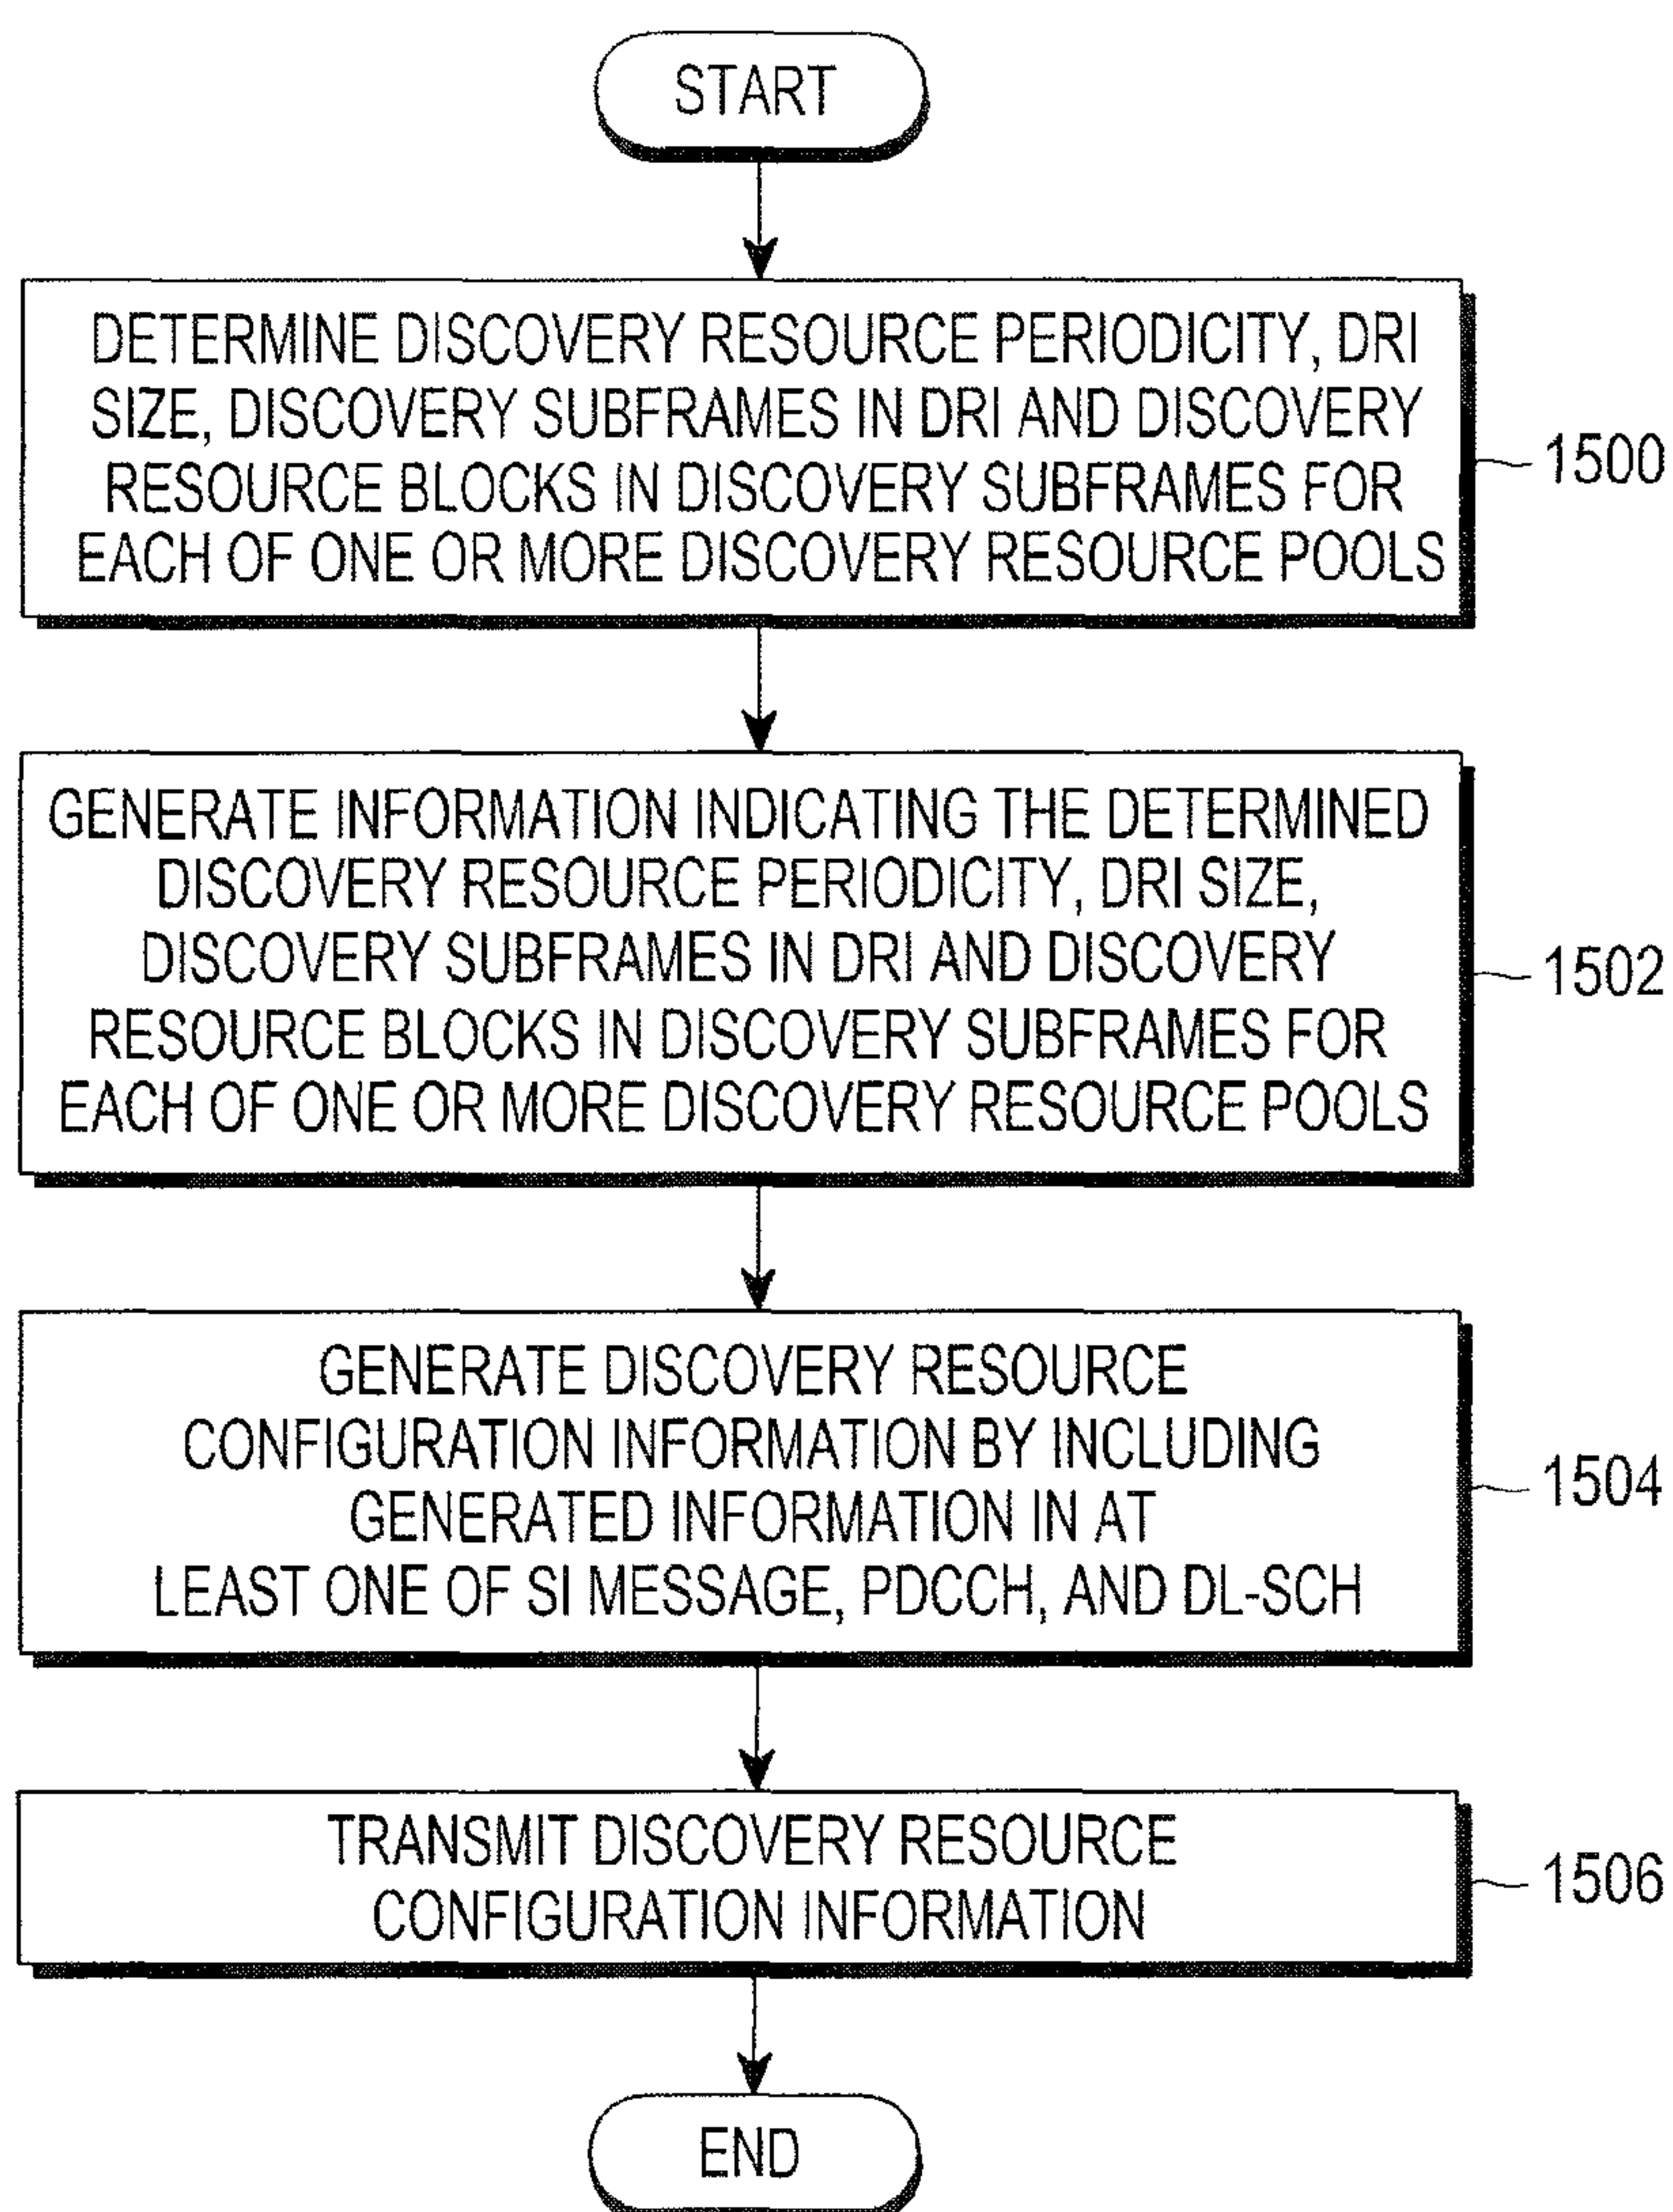 START
DETERMINE DISCOVERY RESOURCE PERIODICITY, DRI
SIZE, DISCOVERY SUBFRAMES IN DRI AND DISCOVERY
RESOURCE BLOCKS IN DISCOVERY SUBFRAMES FOR
EACH OF ONE OR MORE DISCOVERY RESOURCE POOLS
1500
GENERATE INFORMATION INDICATING THE DETERMINED
DISCOVERY RESOURCE PERIODICITY, DRI SIZE,
DISCOVERY SUBFRAMES IN DRI AND DISCOVERY
RESOURCE BLOCKS IN DISCOVERY SUBFRAMES FOR
EACH OF ONE OR MORE DISCOVERY RESOURCE POOLS
1502
GENERATE DISCOVERY RESOURCE
CONFIGURATION INFORMATION BY INCLUDING
GENERATED INFORMATION IN AT
LEAST ONE OF SI MESSAGE, PDCCH, AND DL-SCH
1504
TRANSMIT DISCOVERY RESOURCE
CONFIGURATION INFORMATION
1506
END